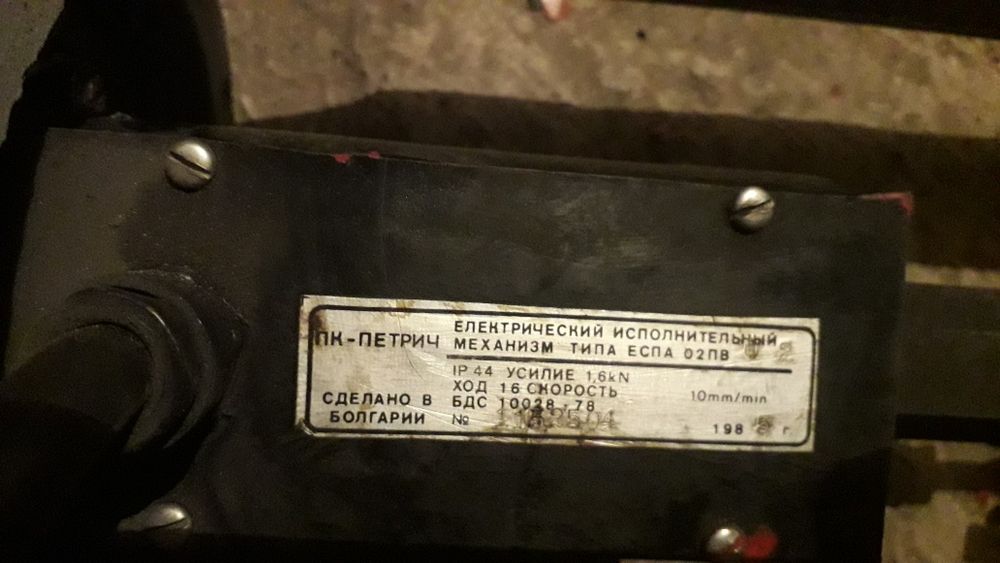 ПК-ПЕТРИЧ
ЕЛЕКТРИЧЕСКИЙ ИСПОЛНИТЕЛЬНЫЙ
МЕХАНИЗМ ТИПА ЕСПА 02ПВ
IP 44 УСИЛИЕ 1,6kN
ХОД 16 СКОРОСТЬ 10mm/min
БДС 10028-78
СДЕЛАНО В
БОЛГАРИИ
№
198 г